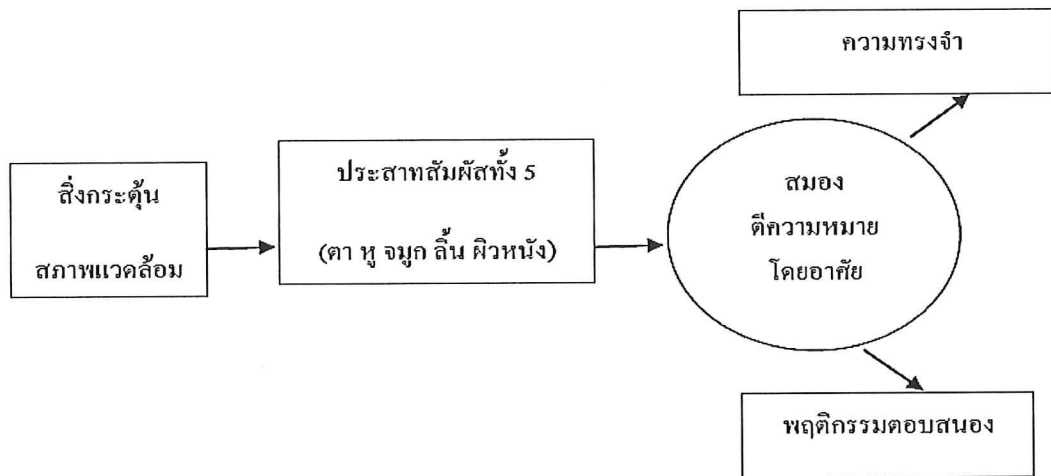 ความทรงจำ
สิ่งกระตุ้น
สภาพแวดล้อม
ประสาทสัมผัสทั้ง 5
(ตา หู จมูก ลิ้น ผิวหนัง)
สมอง
ตีความหมาย
โดยอาศัย
พฤติกรรมตอบสนอง